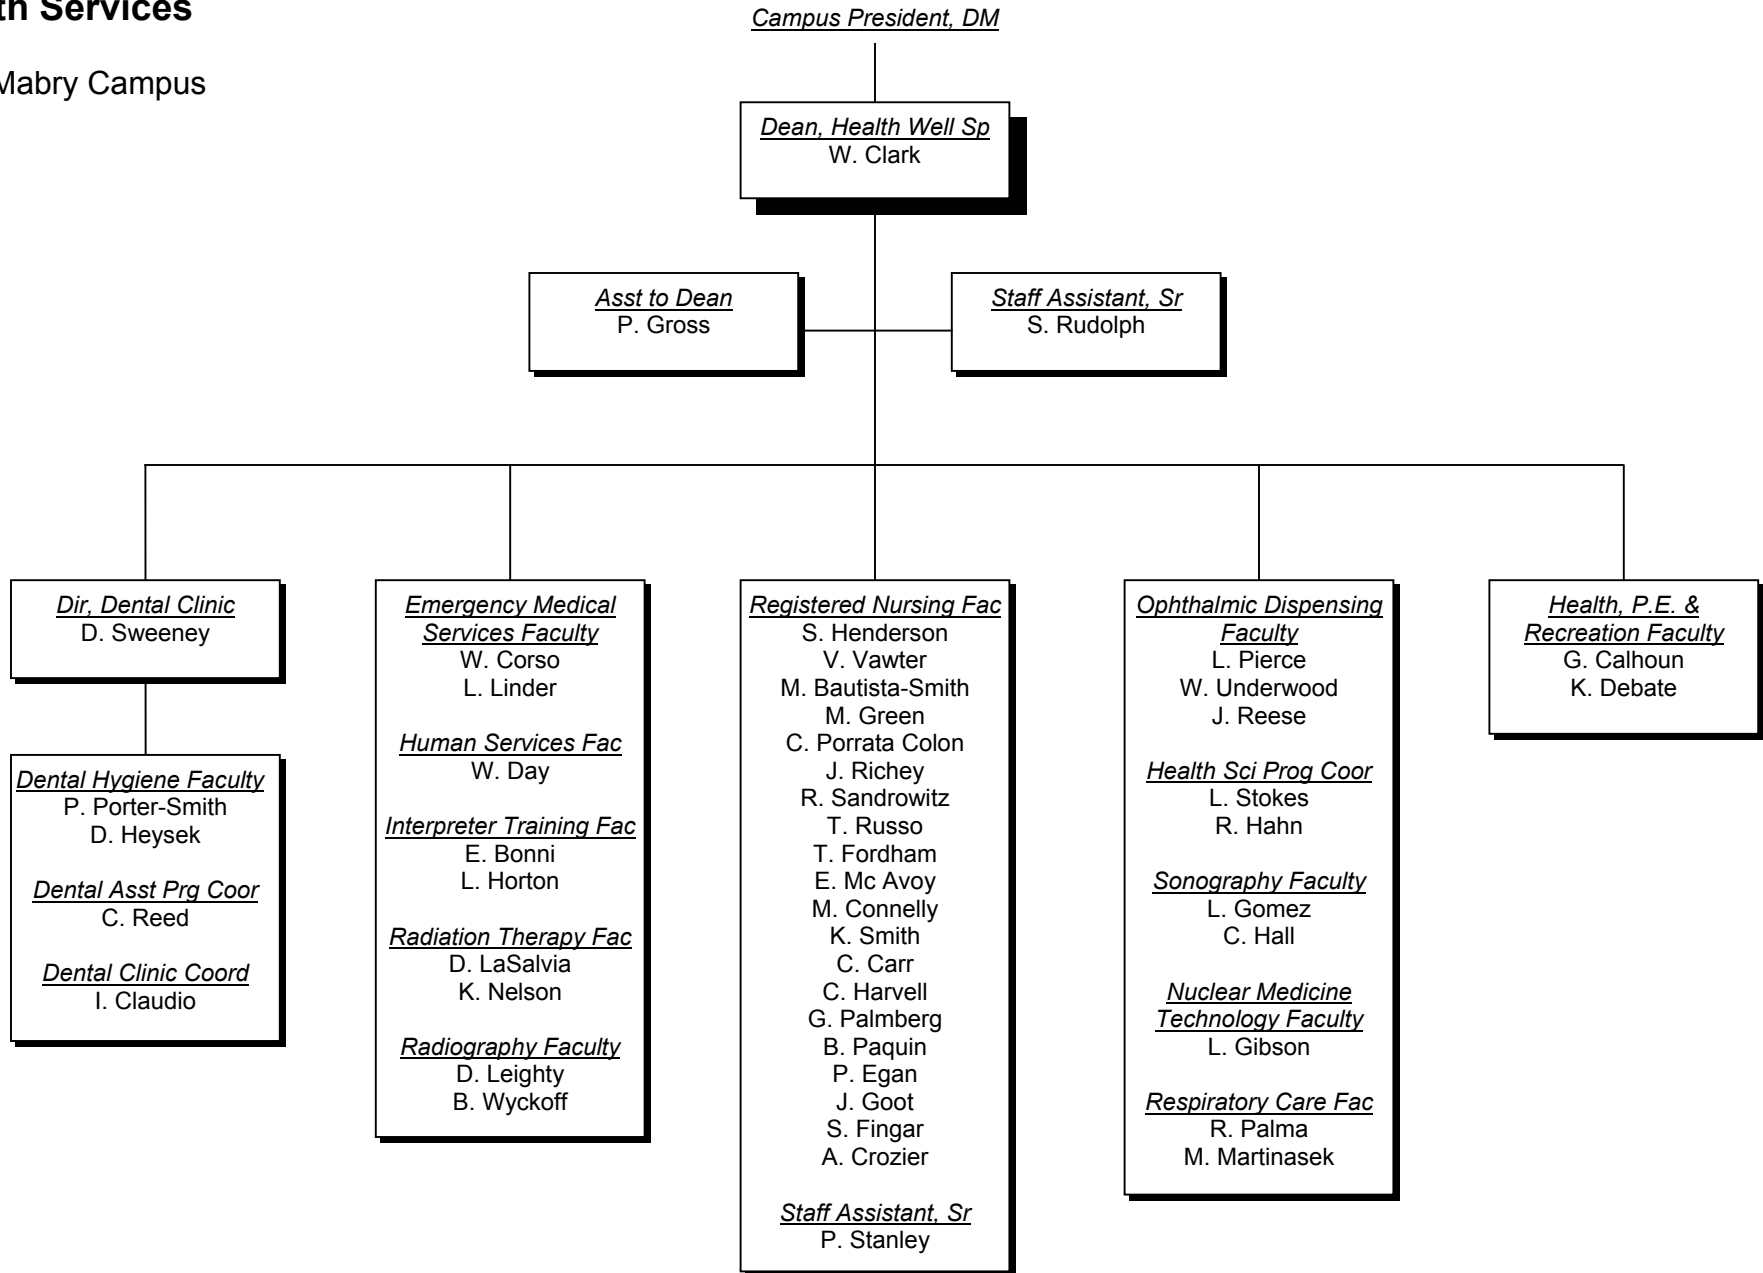 th Services
Mabry Campus
Campus President, DM
Dean, Health Well Sp
W. Clark
Asst to Dean
P. Gross
Staff Assistant, Sr
S. Rudolph
Dir, Dental Clinic
D. Sweeney
Dental Hygiene Faculty
P. Porter-Smith
D. Heysek
Dental Asst Prg Coor
C. Reed
Dental Clinic Coord
I. Claudio
Emergency Medical
Services Faculty
W. Corso
L. Linder
Human Services Fac
W. Day
Interpreter Training Fac
E. Bonni
L. Horton
Radiation Therapy Fac
D. LaSalvia
K. Nelson
Radiography Faculty
D. Leighty
B. Wyckoff
Registered Nursing Fac
S. Henderson
V. Vawter
M. Bautista-Smith
M. Green
C. Porrata Colon
J. Richey
R. Sandrowitz
T. Russo
T. Fordham
E. Mc Avoy
M. Connelly
K. Smith
C. Carr
C. Harvell
G. Palmberg
B. Paquin
P. Egan
J. Goot
S. Fingar
A. Crozier
Staff Assistant, Sr
P. Stanley
Ophthalmic Dispensing
Faculty
L. Pierce
W. Underwood
J. Reese
Health Sci Prog Coor
L. Stokes
R. Hahn
Sonography Faculty
L. Gomez
C. Hall
Nuclear Medicine
Technology Faculty
L. Gibson
Respiratory Care Fac
R. Palma
M. Martinasek
Health, P.E. &
Recreation Faculty
G. Calhoun
K. Debate